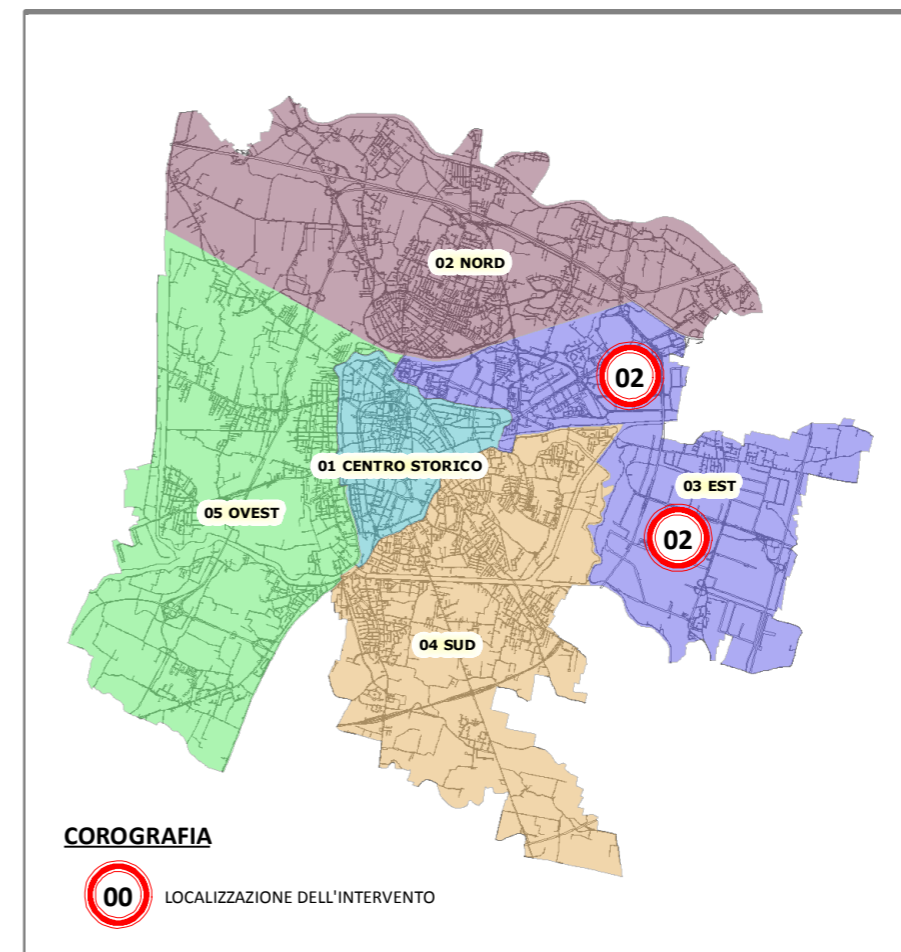 02 NORD
02
01 CENTRO STORICO
03 EST
05 OVEST
02
04 SUD
COROGRAFIA
00 LOCALIZZAZIONE DELL'INTERVENTO